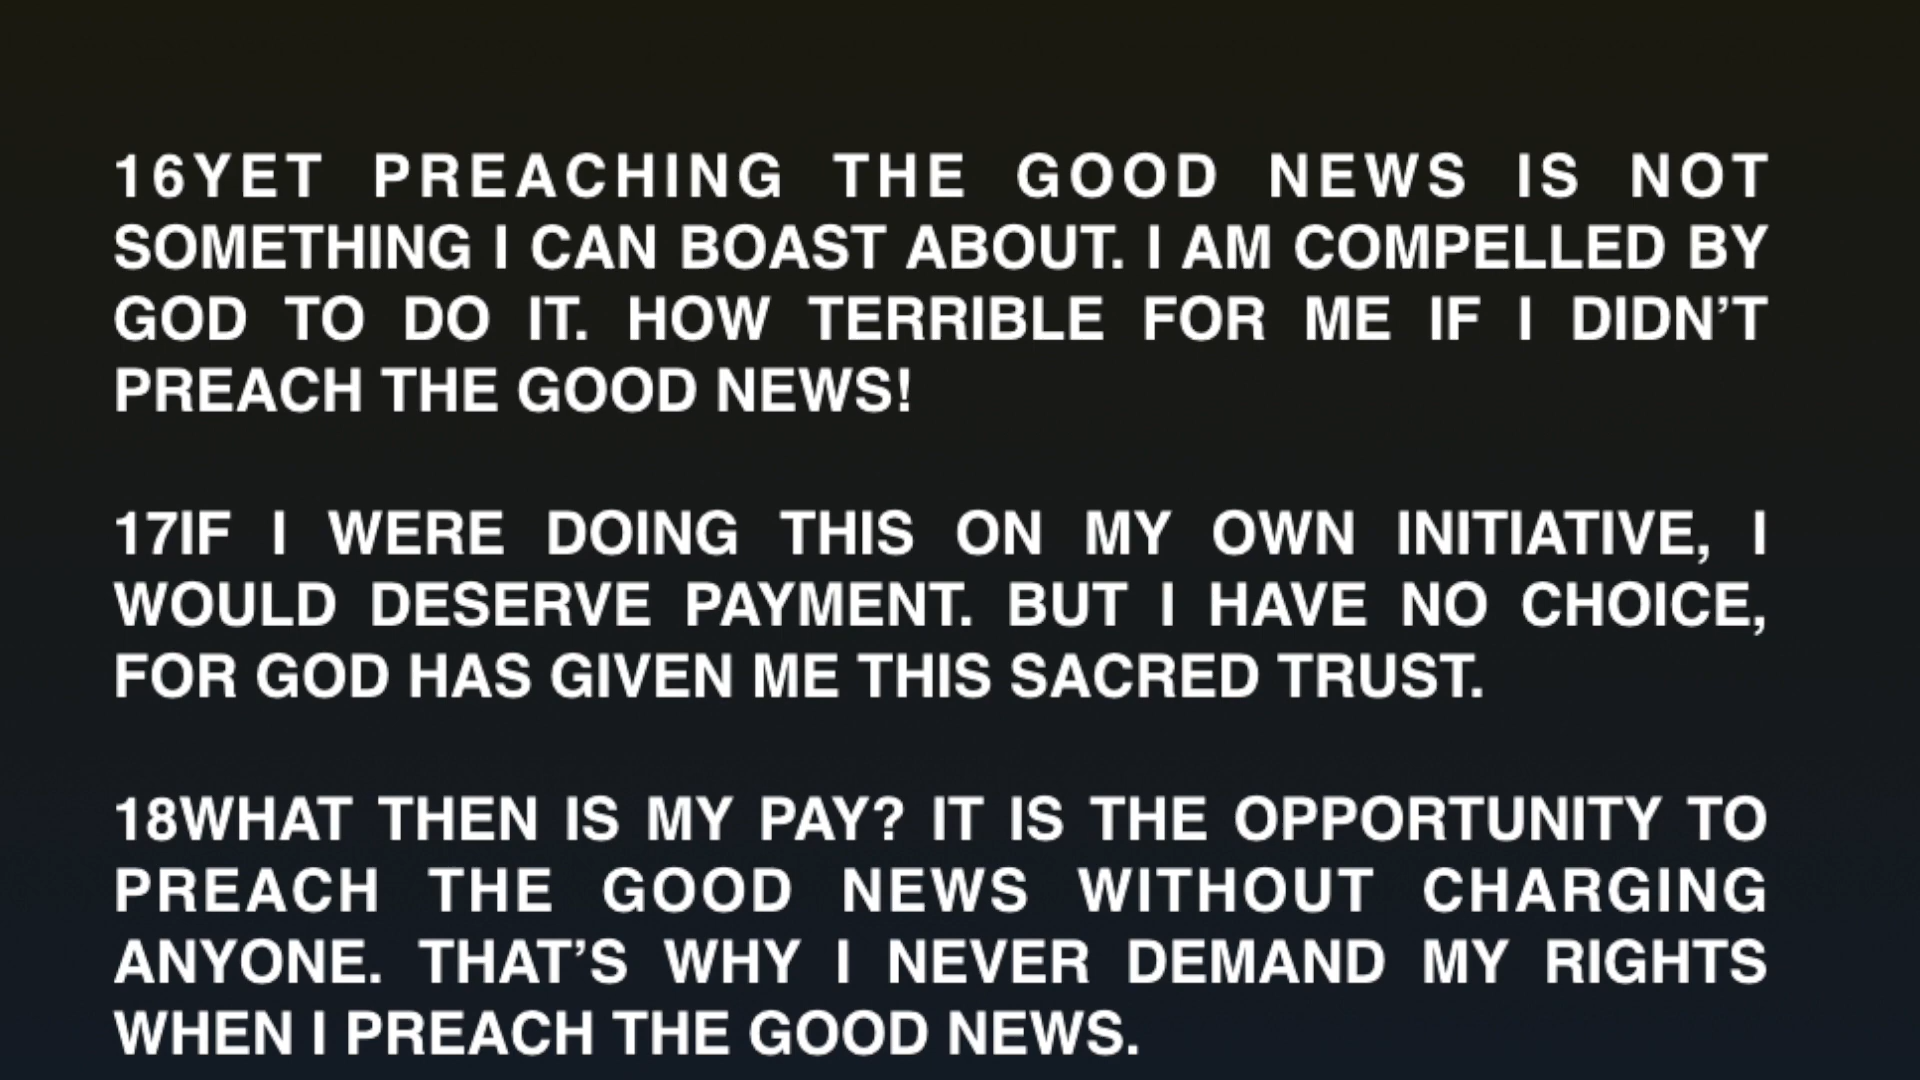 16YET PREACHING THE GOOD NEWS IS NOT
SOMETHING I CAN BOAST ABOUT. I AM COMPELLED BY
GOD TO DO IT. HOW TERRIBLE FOR ME IF I DIDN’T
PREACH THE GOOD NEWS!
17IF I WERE DOING THIS ON MY OWN INITIATIVE, I
WOULD DESERVE PAYMENT. BUT I HAVE NO CHOICE,
FOR GOD HAS GIVEN ME THIS SACRED TRUST.
18WHAT THEN IS MY PAY? IT IS THE OPPORTUNITY TO
PREACH THE GOOD NEWS WITHOUT CHARGING
ANYONE. THAT’S WHY I NEVER DEMAND MY RIGHTS
WHEN I PREACH THE GOOD NEWS.